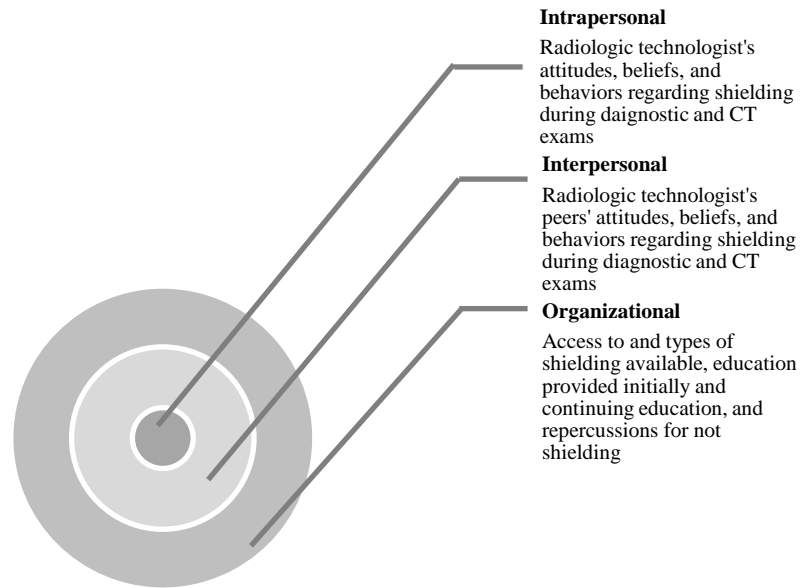 Intrapersonal
Radiologic technologist's
attitudes, beliefs, and
behaviors regarding shielding
during daignostic and CT
exams
Interpersonal
Radiologic technologist's
peers' attitudes, beliefs, and
behaviors regarding shielding
during diagnostic and CT
exams
Organizational
Access to and types of
shielding available, education
provided initially and
continuing education, and
repercussions for not
shielding